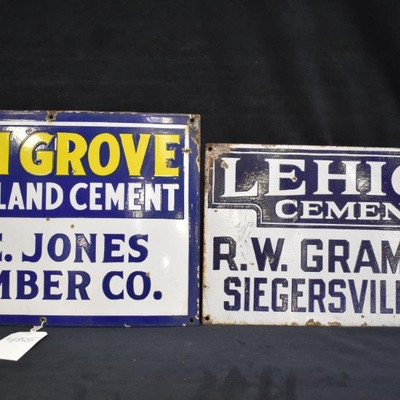 GROVE
LAND CEMENT
. JONES
MBER CO.
LEHIG
CEMEN
R.W. GRAM
SIEGERSVIL